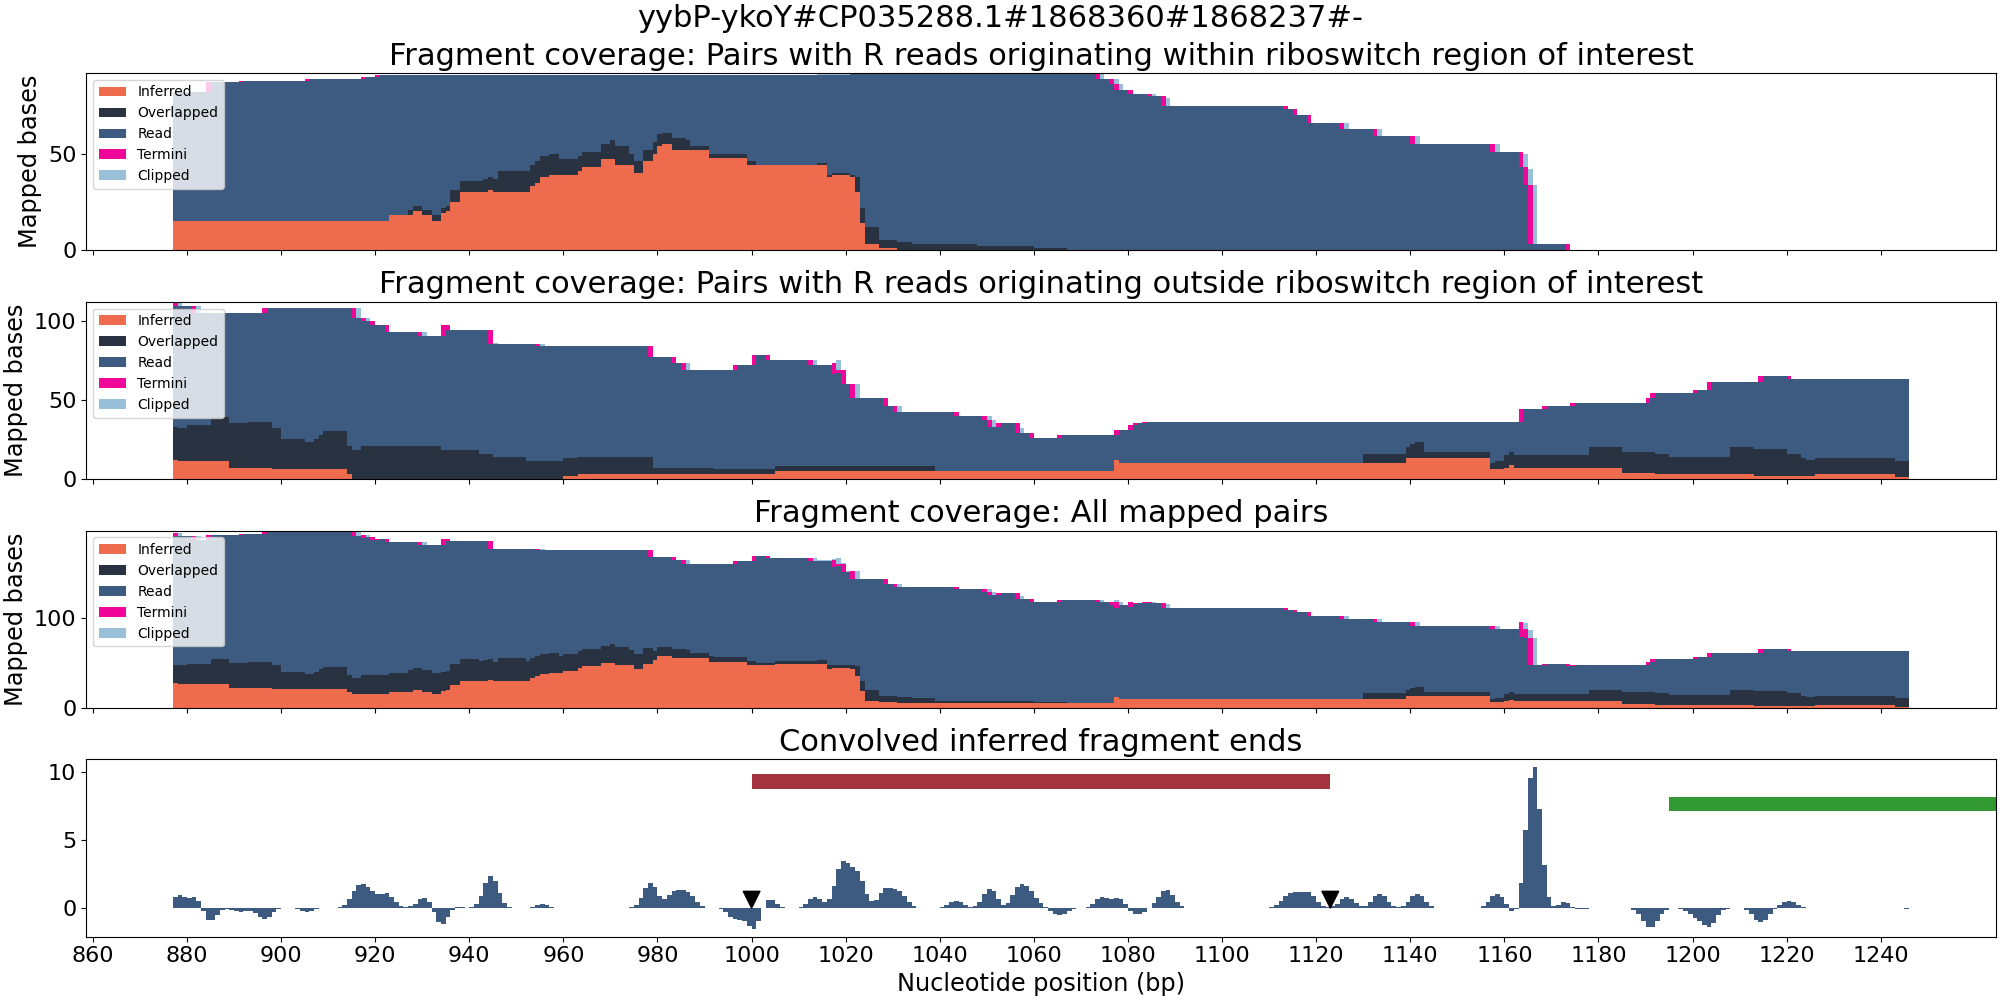 yybP-ykoY#CP035288.1#1868360#1868237#-
Fragment coverage: Pairs with R reads originating within riboswitch region of interest
Mapped bases
50
0
Inferred
Overlapped
Read
Termini
Clipped
Fragment coverage: Pairs with R reads originating outside riboswitch region of interest
Mapped bases
100
50
0
Inferred
Overlapped
Read
Termini
Clipped
Fragment coverage: All mapped pairs
Mapped bases
100
0
Inferred
Overlapped
Read
Termini
Clipped
Convolved inferred fragment ends
10
5
0
860 880 900 920 940 960 980 1000 1020 1040 1060 1080 1100 1120 1140 1160 1180 1200 1220 1240
Nucleotide position (bp)